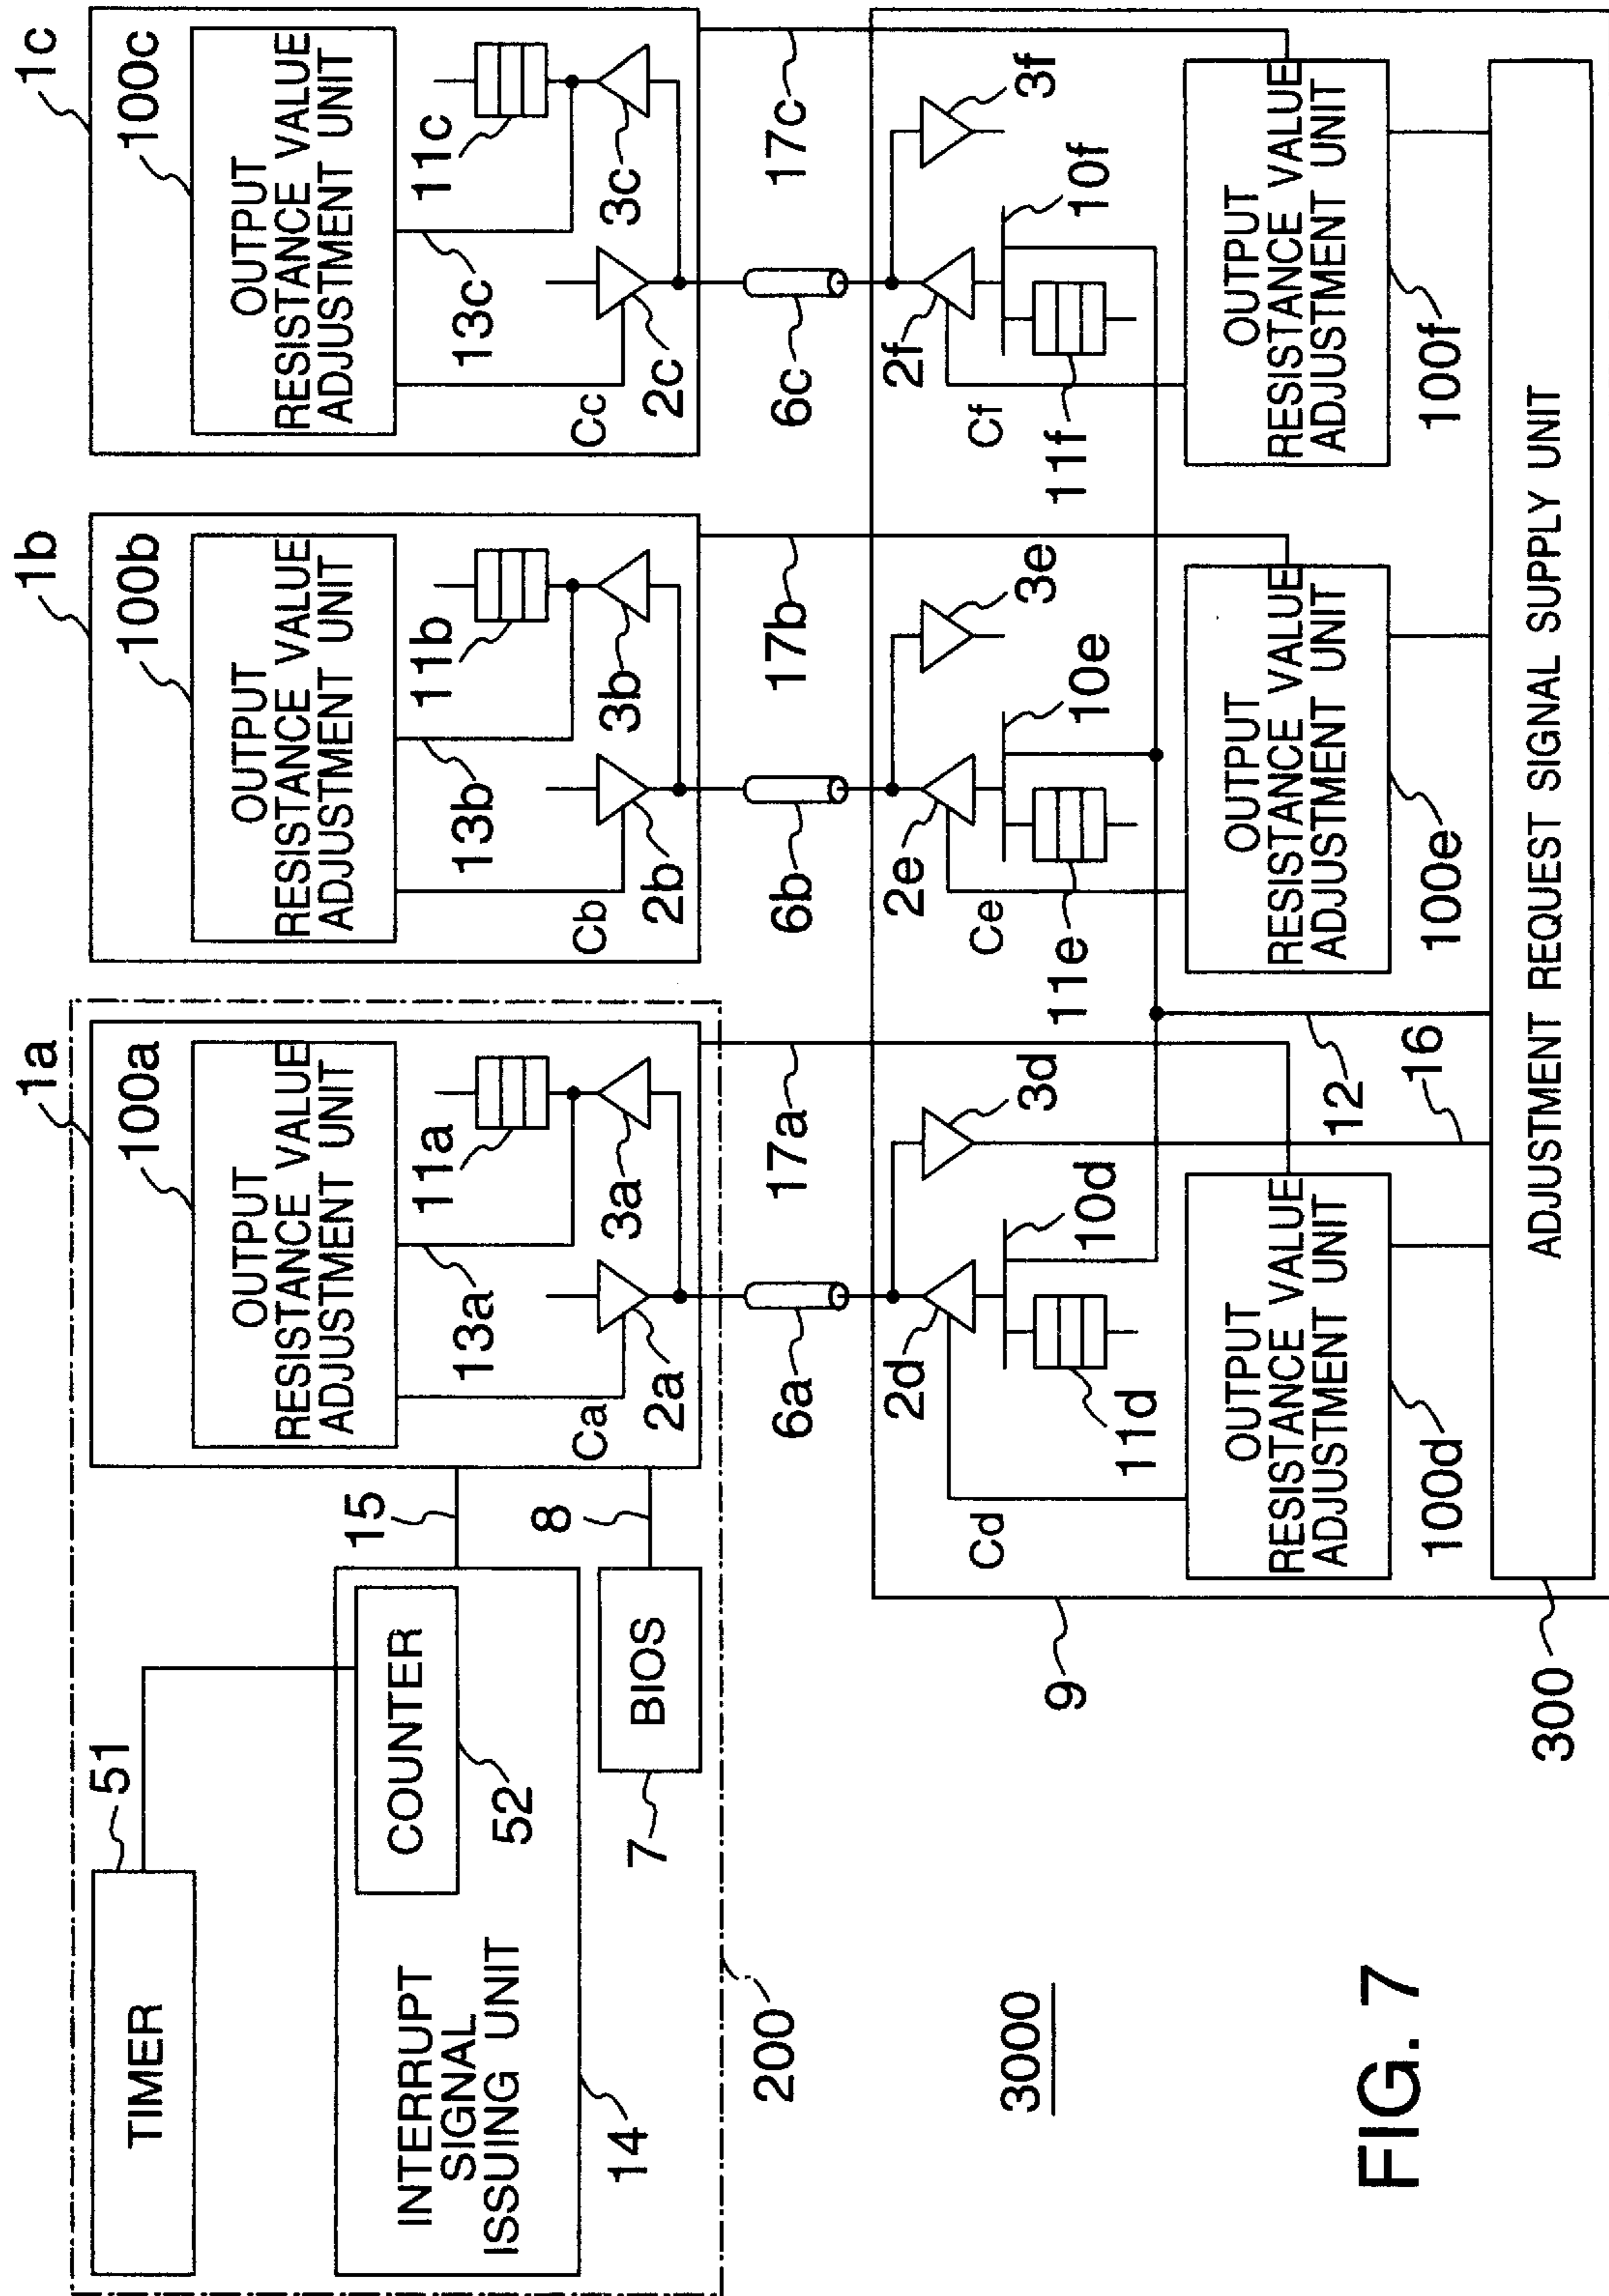 TIMER
51
INTERRUPT
SIGNAL
ISSUING UNIT
COUNTER
14
52
15
BIOS
7
8
200
1a
100a
OUTPUT
RESISTANCE VALUE
ADJUSTMENT UNIT
13a
11a
Ca
2a
3a
1b
100b
OUTPUT
RESISTANCE VALUE
ADJUSTMENT UNIT
13b
11b
Cb
2b
3b
1c
100c
OUTPUT
RESISTANCE VALUE
ADJUSTMENT UNIT
13c
11c
Cc
2c
3c
6a
17a
6b
17b
6c
17c
9
2d
3d
Cd
10d
11d
2e
3e
Ce
10e
11e
2f
3f
Cf
10f
11f
OUTPUT
RESISTANCE VALUE
ADJUSTMENT UNIT
100d
12
16
OUTPUT
RESISTANCE VALUE
ADJUSTMENT UNIT
100e
OUTPUT
RESISTANCE VALUE
ADJUSTMENT UNIT
100f
ADJUSTMENT REQUEST SIGNAL SUPPLY UNIT
300
3000
FIG. 7